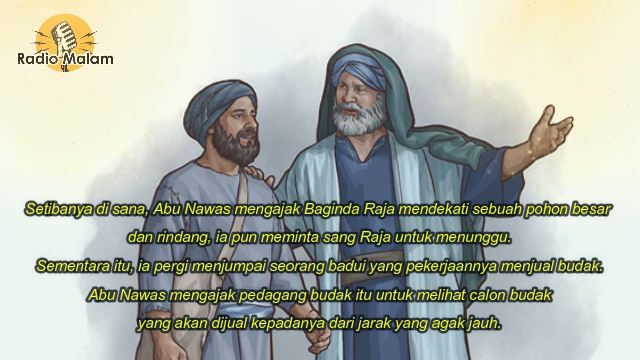 Radio Malam
Setibanya di sana, Abu Nawas mengajak Baginda Raja mendekati sebuah pohon besar
dan rindang, ia pun meminta sang Raja untuk menunggu.
Sementara itu, ia pergi menjumpai seorang badui yang pekerjaannya menjual budak.
Abu Nawas mengajak pedagang budak itu untuk melihat calon budak
yang akan dijual kepadanya dari jarak yang agak jauh.